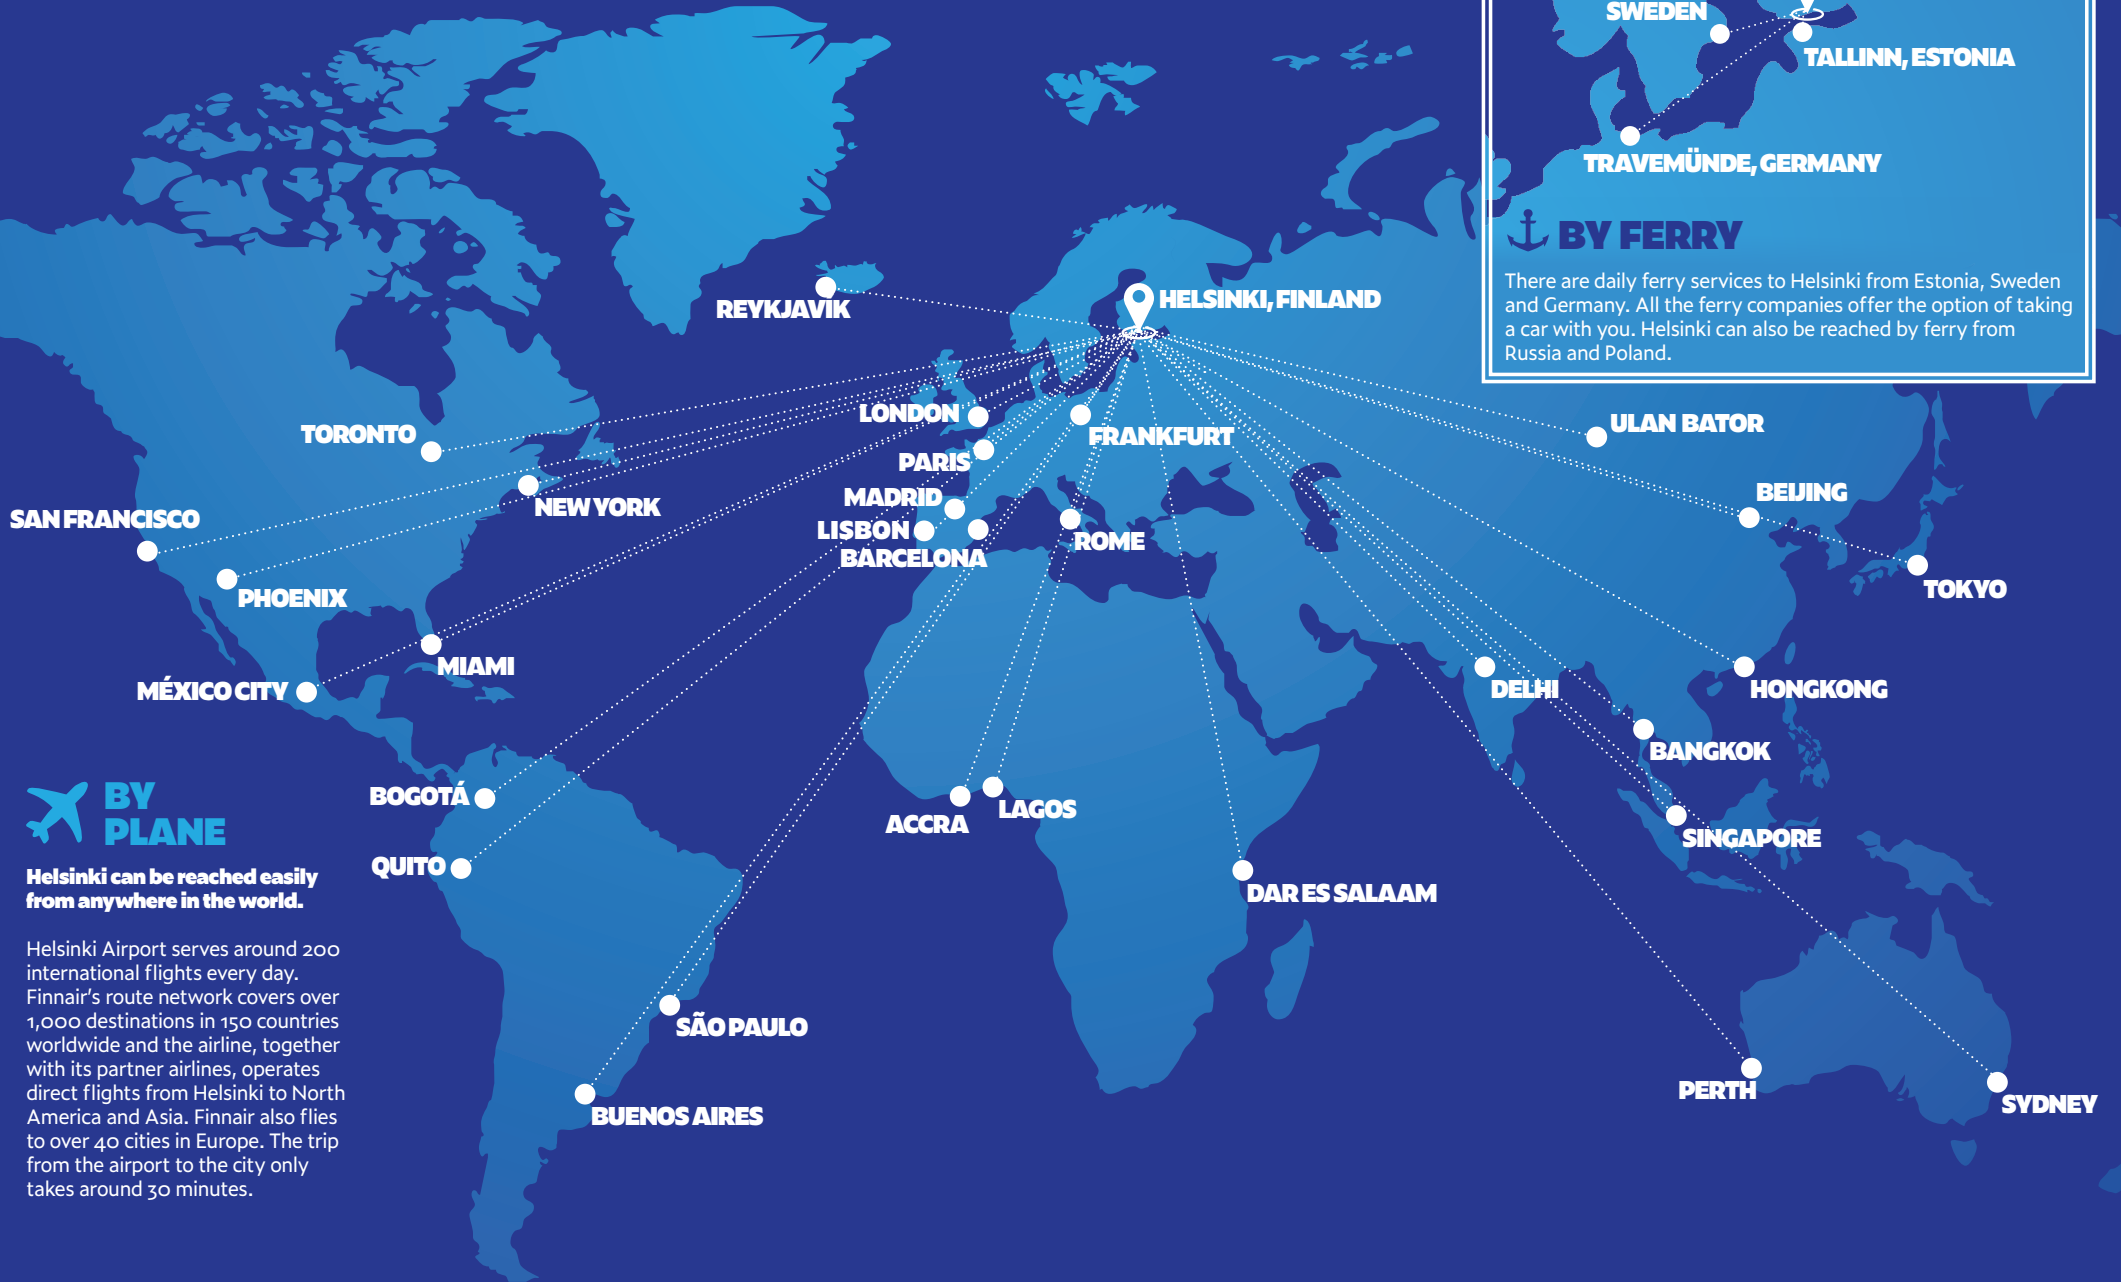 SWEDEN
TALLINN, ESTONIA
TRAVEMÜNDE, GERMANY
BY FERRY
There are daily ferry services to Helsinki from Estonia, Sweden
and Germany. All the ferry companies offer the option of taking
a car with you. Helsinki can also be reached by ferry from
Russia and Poland.
REYKJAVÍK
HELSINKI, FINLAND
LONDON
FRANKFURT
ULAN BATOR
TORONTO
PARIS
BEIJING
MADRID
NEW YORK
SAN FRANCISCO
LISBON
ROME
BARCELONA
TOKYO
PHOENIX
MIAMI
MÉXICO CITY
DELHI
HONGKONG
BANGKOK
BOGOTÁ
LAGOS
ACCRA
SINGAPORE
QUITO
DAR ES SALAAM
SÃO PAULO
PERTH
SYDNEY
BUENOS AIRES
BY
PLANE
Helsinki can be reached easily
from anywhere in the world.
Helsinki Airport serves around 200
international flights every day.
Finnair's route network covers over
1,000 destinations in 150 countries
worldwide and the airline, together
with its partner airlines, operates
direct flights from Helsinki to North
America and Asia. Finnair also flies
to over 40 cities in Europe. The trip
from the airport to the city only
takes around 30 minutes.